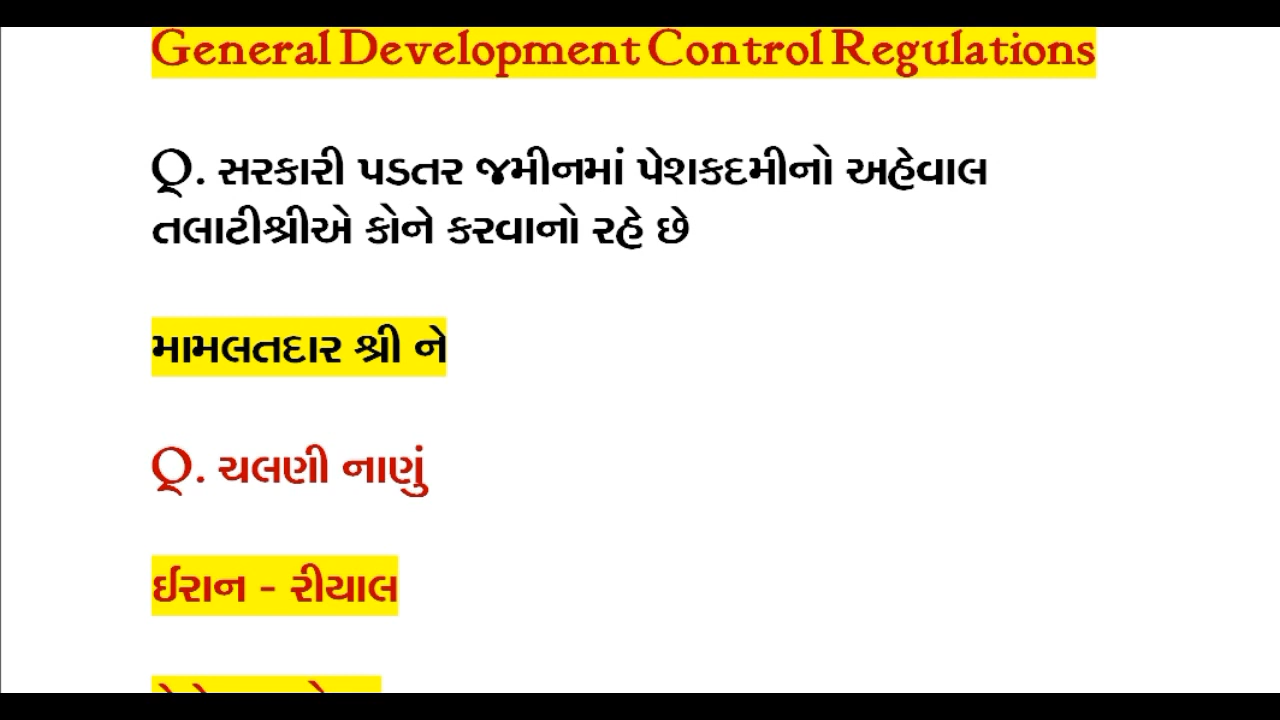 General Development Control Regulations
Q. સરકારી પડતર જમીનમાં પેશકદમીનો અહેવાલ
તલાટીશ્રીએ કોને કરવાનો રહે છે
મામલતદાર શ્રી ને
Q. ચલણી નાણું
ઈરાન - રીયાલ